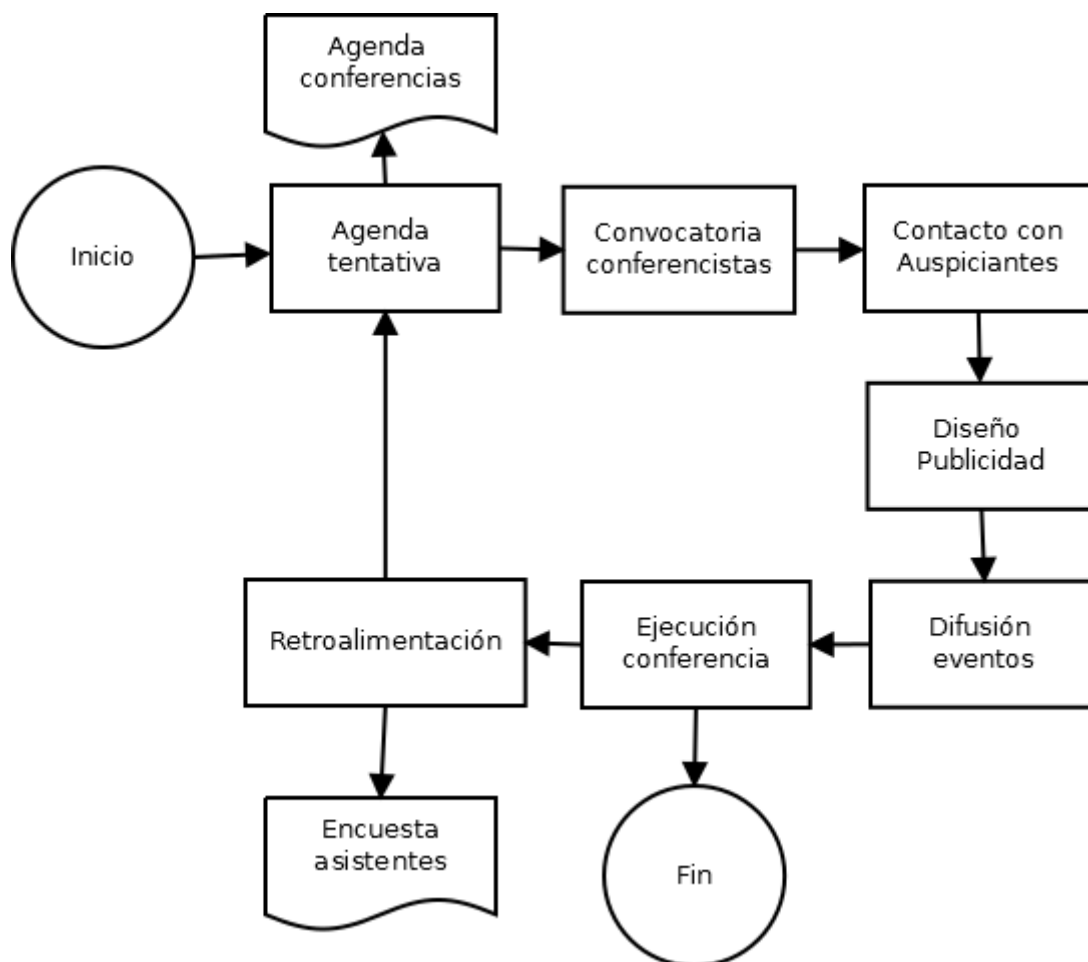 Agenda
conferencias
Inicio
Agenda
tentativa
Convocatoria
conferencistas
Contacto con
Auspiciantes
Diseño
Publicidad
Retroalimentación
Ejecución
conferencia
Difusión
eventos
Encuesta
asistentes
Fin